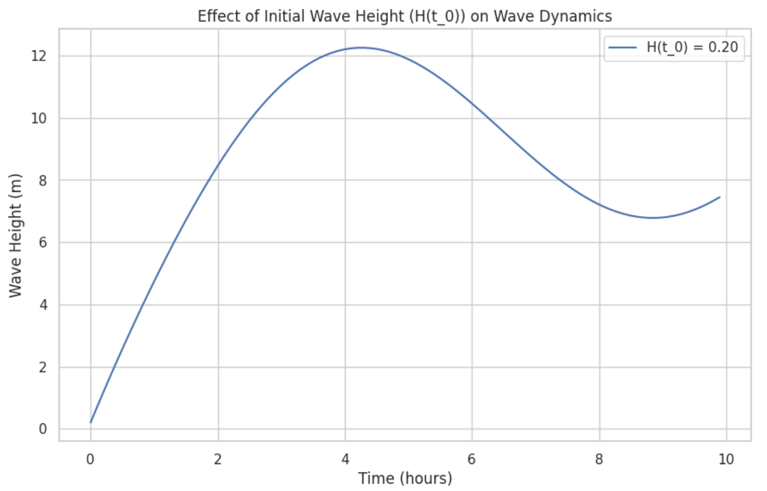 Effect of Initial Wave Height (H(t_0)) on Wave Dynamics
H(t_0) = 0.20
12
10
8
6
4
2
0
Wave Height (m)
0 2 4 6 8 10
Time (hours)